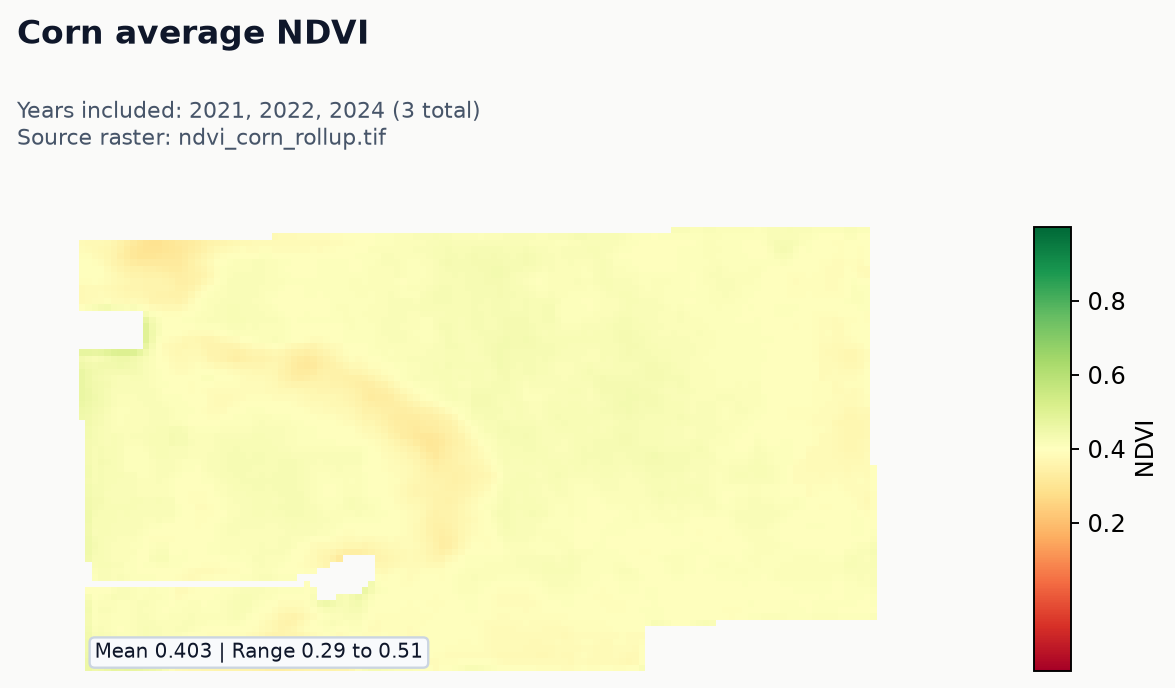 Corn average NDVI
Years included: 2021, 2022, 2024 (3 total)
Source raster: ndvi_corn_rollup.tif
0.8
0.6
0.4
0.2
NDVI
Mean 0.403 | Range 0.29 to 0.51